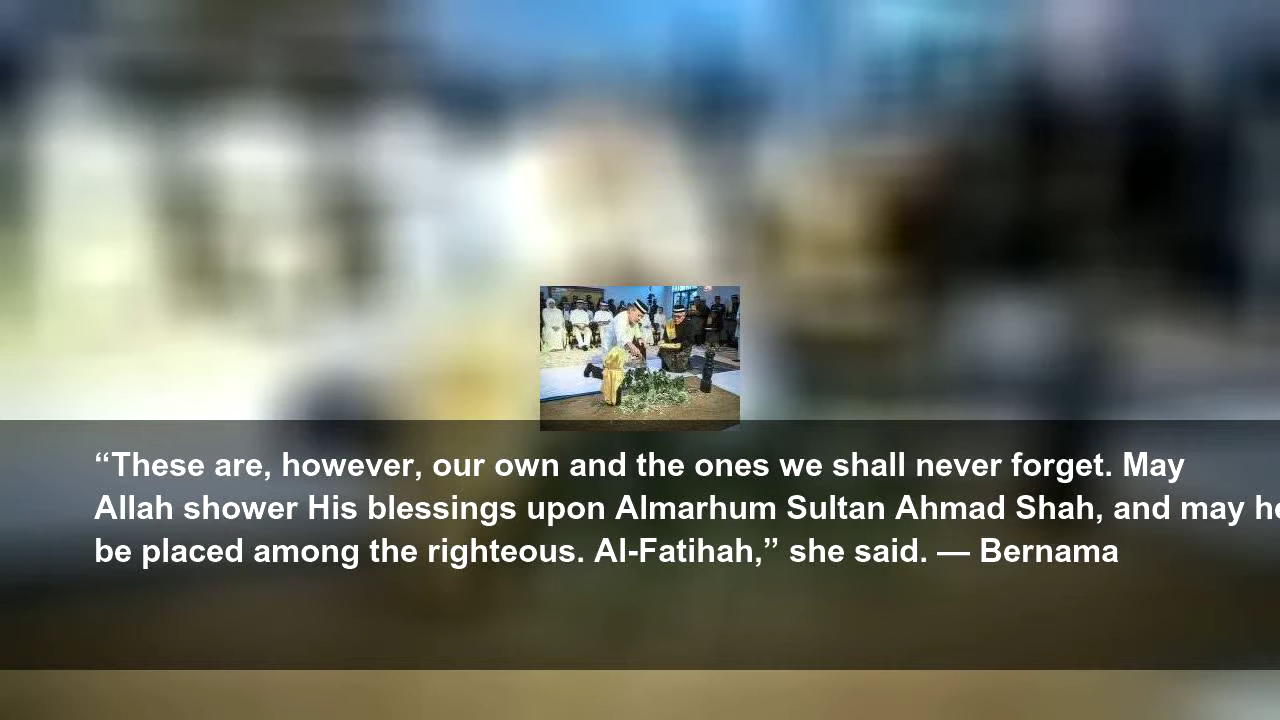 “These are, however, our own and the ones we shall never forget. May
Allah shower His blessings upon Almarhum Sultan Ahmad Shah, and may he
be placed among the righteous. Al-Fatihah,” she said. — Bernama